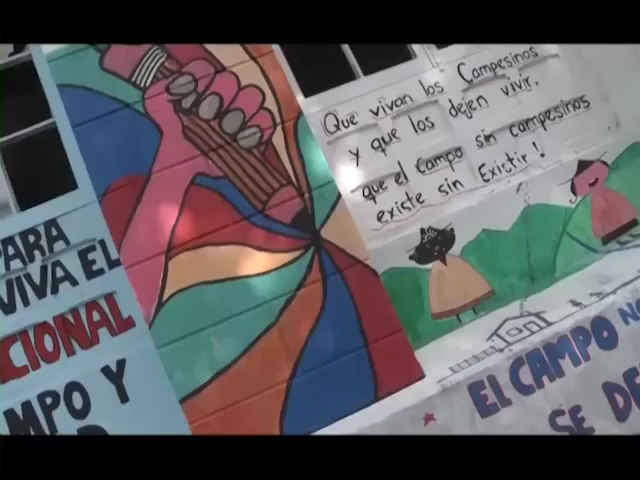 PARA
VIVA EL
CIONAL
MPO Y
Que vivan los Campesinos
y que los dejen vivir.
que el Campo sin campesinos
existe sin Existir!
EL CAMPO NO
SE DE